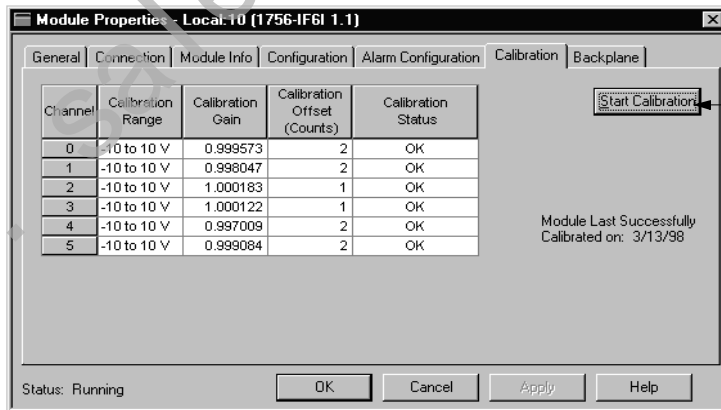 Module Properties - Local:10 (1756-IF6I 1.1)
General Connection Module Info Configuration Alarm Configuration Calibration Backplane
Channel Calibration Range Calibration Gain Calibration Offset (Counts) Calibration Status
0 -10 to 10 V 0.999573 2 OK
1 -10 to 10 V 0.998047 2 OK
2 -10 to 10 V 1.000183 1 OK
3 -10 to 10 V 1.000122 1 OK
4 -10 to 10 V 0.997009 2 OK
5 -10 to 10 V 0.999084 2 OK
Start Calibration
Module Last Successfully
Calibrated on: 3/13/98
Status: Running
OK Cancel Apply Help